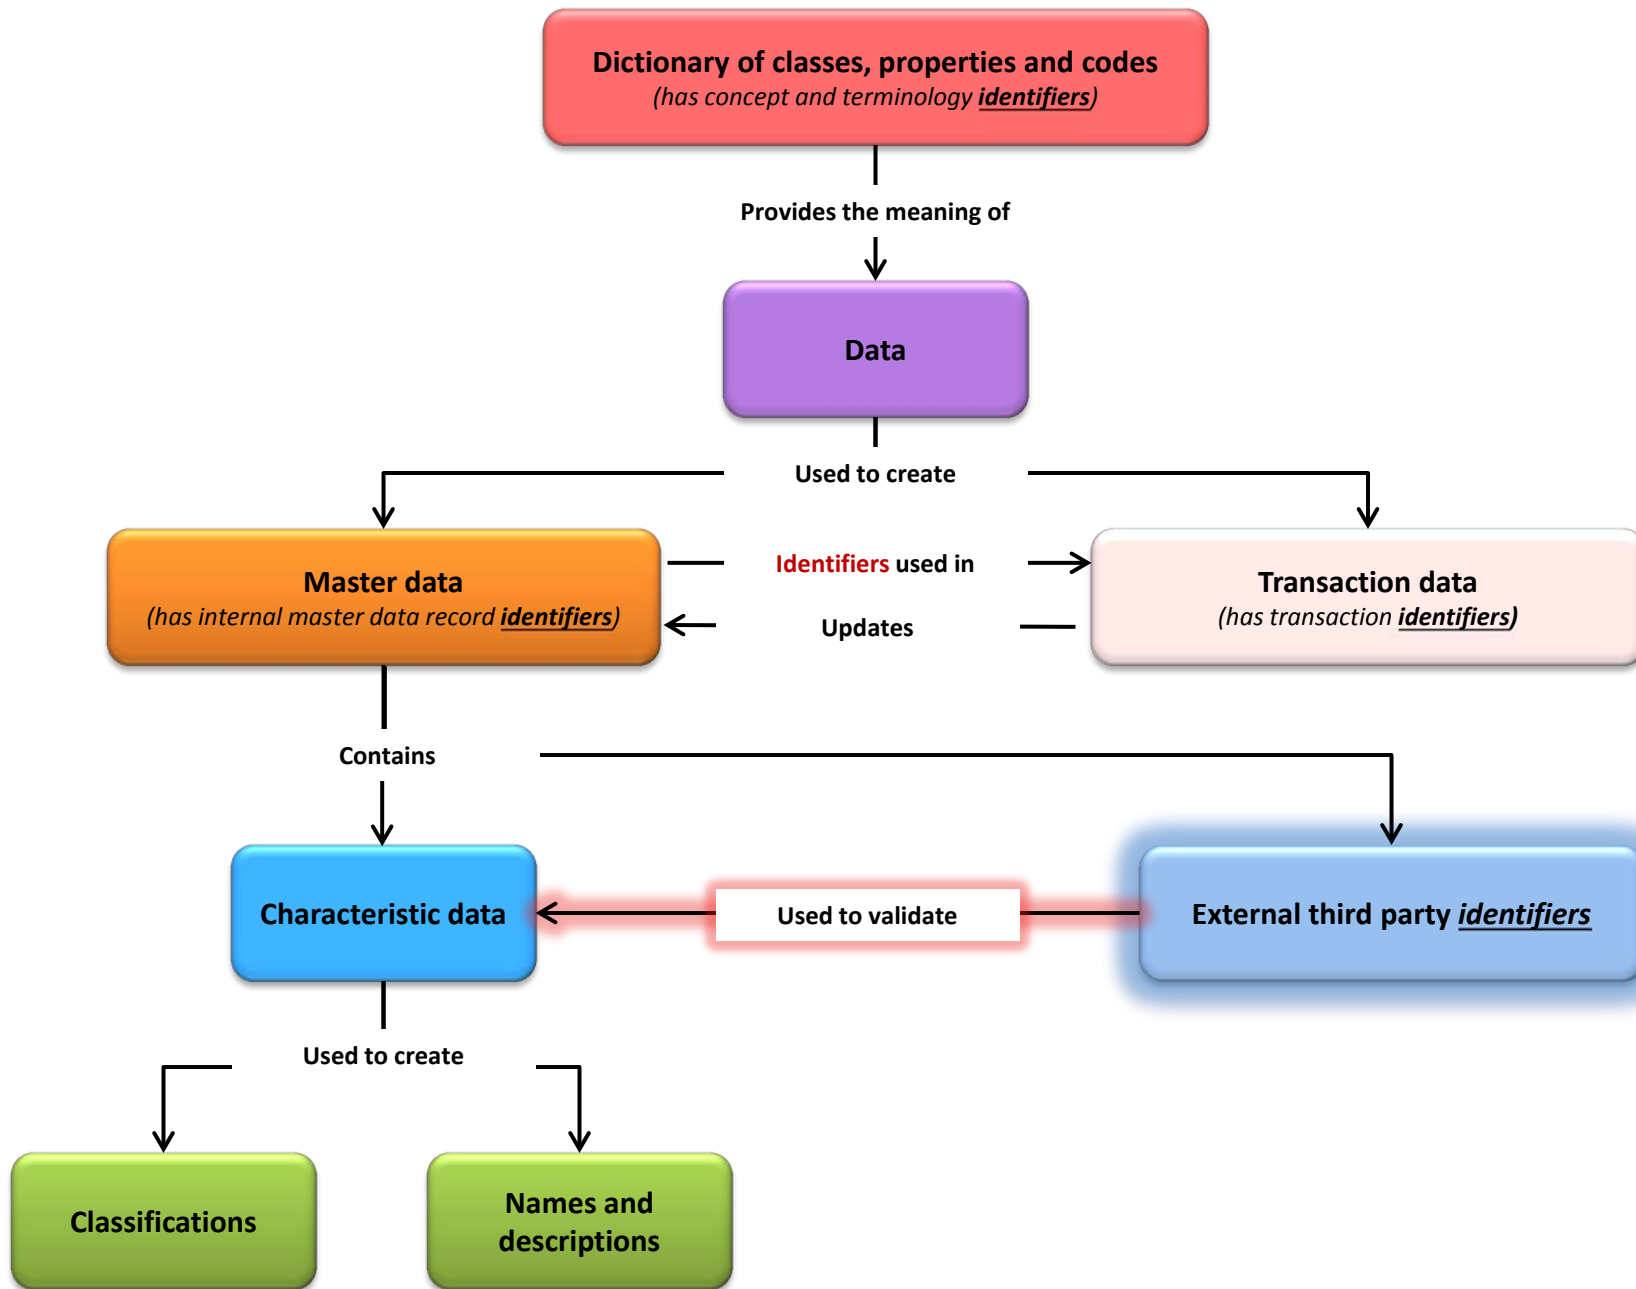 Dictionary of classes, properties and codes
(has concept and terminology identifiers)
Provides the meaning of
Data
Used to create
Master data
(has internal master data record identifiers)
Identifiers used in
Updates
Transaction data
(has transaction identifiers)
Contains
Characteristic data
Used to validate
External third party identifiers
Used to create
Classifications
Names and
descriptions